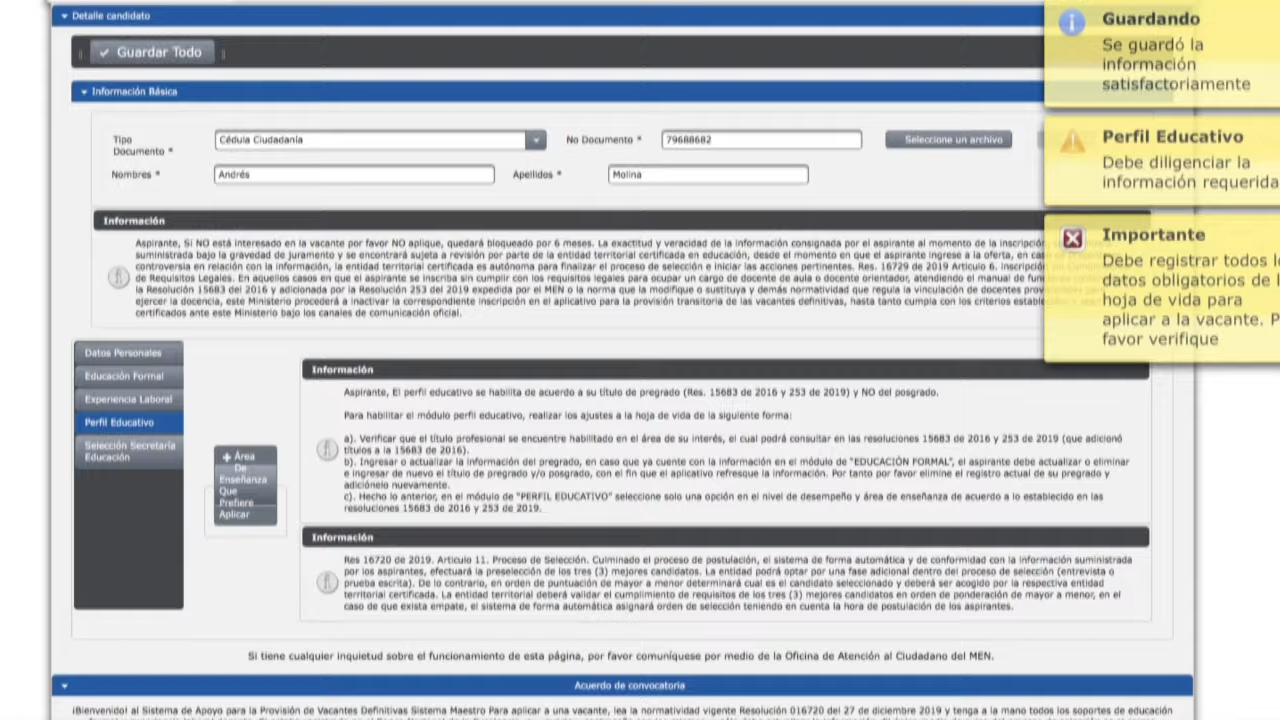 Detalle candidato
Guardar Todo
Información Básica
Tipo
Documento *
Cédula Ciudadania
No Documento *
79688682
Seleccione un archivo
Nombres *
Andrés
Apellidos *
Molina
Guardando
Se guardó la
información
satisfactoriamente
Perfil Educativo
Debe diligenciar la
información requerida
Importante
Debe registrar todos
datos obligatorios de
hoja de vida para
aplicar a la vacante.
favor verifique
Información
Aspirante, Si NO está interesado en la vacante por favor NO aplique, quedará bloqueado por 6 meses. La exactitud y veracidad de la información consignada por el aspirante al momento de la inscripción,
suministrada bajo la gravedad de juramento y se encontrará sujeta a revisión por parte de la entidad territorial certificada en educación, desde el momento en que el aspirante ingrese a la oferta, en
controversia en relación con la información, la entidad territorial certificada es autónoma para finalizar el proceso de selección e iniciar las acciones pertinentes. Res. 16729 de 2019 Artículo 6. Inscripción
de Requisitos Legales. En aquellos casos en que el aspirante se inscriba sin cumplir con los requisitos legales para ocupar un cargo de docente de aula o docente orientador, atendiendo el manual de
la Resolución 15683 del 2016 y adicionada por la Resolución 253 del 2019 expedida por el MEN o la norma que la modifique o sustituya y demás normatividad que regula la vinculación de docentes
ejercer la docencia, este Ministerio procederá a inactivar la correspondiente inscripción en el aplicativo para la provisión transitoria de las vacantes definitivas, hasta tanto cumpla con los criterios
certificados ante este Ministerio bajo los canales de comunicación oficial.
Datos Personales
Educación Formal
Experiencia Laboral
Perfil Educativo
Selección Secretaría
Educación
+ Área
De
Enseñanza
Que
Prefiere
Aplicar
Información
Aspirante, El perfil educativo se habilita de acuerdo a su título de pregrado (Res. 15683 de 2016 y 253 de 2019) y NO del posgrado.
Para habilitar el módulo perfil educativo, realizar los ajustes a la hoja de vida de la siguiente forma:
a). Verificar que el título profesional se encuentre habilitado en el área de su interés, el cual podrá consultar en las resoluciones 15683 de 2016 y 253 de 2019 (que adicionó
títulos a la 15683 de 2016).
b). Ingresar o actualizar la información del pregrado, en caso que ya cuente con la información en el módulo de "EDUCACIÓN FORMAL", el aspirante debe actualizar o eliminar
e ingresar de nuevo el título de pregrado y/o posgrado, con el fin que el aplicativo refresque la información. Por tanto por favor elimine el registro actual de su pregrado y
adiciónelo nuevamente.
c). Hecho lo anterior, en el módulo de "PERFIL EDUCATIVO" seleccione solo una opción en el nivel de desempeño y área de enseñanza de acuerdo a lo establecido en las
resoluciones 15683 de 2016 y 253 de 2019.
Información
Res 16720 de 2019. Artículo 11. Proceso de Selección. Culminado el proceso de postulación, el sistema de forma automática y de conformidad con la información suministrada
por los aspirantes, efectuará la preselección de los tres (3) mejores candidatos. La entidad podrá optar por una fase adicional dentro del proceso de selección (entrevista o
prueba escrita). De lo contrario, en orden de puntuación de mayor a menor determinará cual es el candidato seleccionado y deberá ser acogido por la respectiva entidad
territorial certificada. La entidad territorial deberá validar el cumplimiento de requisitos de los tres (3) mejores candidatos en orden de ponderación de mayor a menor, en el
caso de que exista empate, el sistema de forma automática asignará orden de selección teniendo en cuenta la hora de postulación de los aspirantes.
Si tiene cualquier inquietud sobre el funcionamiento de esta página, por favor comuníquese por medio de la Oficina de Atención al Ciudadano del MEN.
Acuerdo de convocatoria
¡Bienvenido! al Sistema de Apoyo para la Provisión de Vacantes Definitivas Sistema Maestro Para aplicar a una vacante, lea la normatividad vigente Resolución 016720 del 27 de diciembre 2019 y tenga a la mano todos los soportes de educación